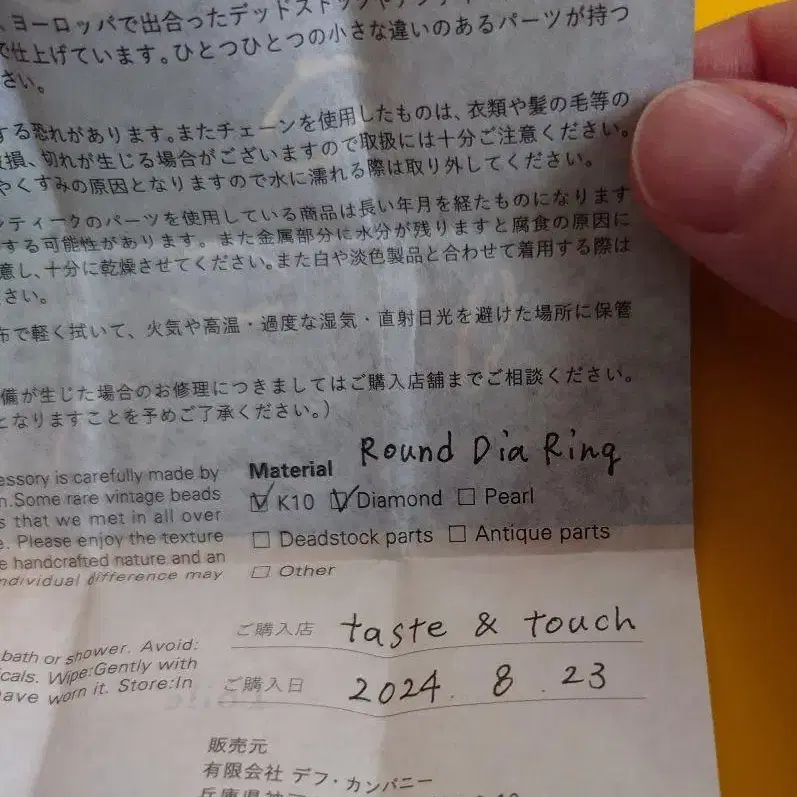 、ヨーロッパで出合ったデッドストックやアンティ
で仕上げています。ひとつひとつの小さな違いのあるパーツが持つ
さい。
する恐れがあります。またチェーンを使用したものは、衣類や髪の毛等の
損、切れが生じる場合がございますので取扱には十分ご注意ください。
やくすみの原因となりますので水に濡れる際は取り外してください。
ティークのパーツを使用している商品は長い年月を経たものになります
する可能性があります。また金属部分に水分が残りますと腐食の原因に
意し、十分に乾燥させてください。また白や淡色製品と合わせて着用する際は
さい。
布で軽く拭いて、火気や高温・過度な湿気・直射日光を避けた場所に保管
備が生じた場合のお修理につきましてはご購入店舗までご相談ください。
となりますことを予めご了承ください。）
essory is carefully made by
n.Some rare vintage beads
s that we met in all over
e. Please enjoy the texture
e handcrafted nature and an
ndividual difference may
bath or shower. Avoid:
cals. Wipe:Gently with
ave worn it. Store:In
Material Round Dia Ring
☑ K10 ☑ Diamond ☐ Pearl
☐ Deadstock parts ☐ Antique parts
☐ Other
ご購入店 taste & touch
ご購入日 2024. 8. 23
販売元
有限会社 デフ・カンパニー
兵庫県神